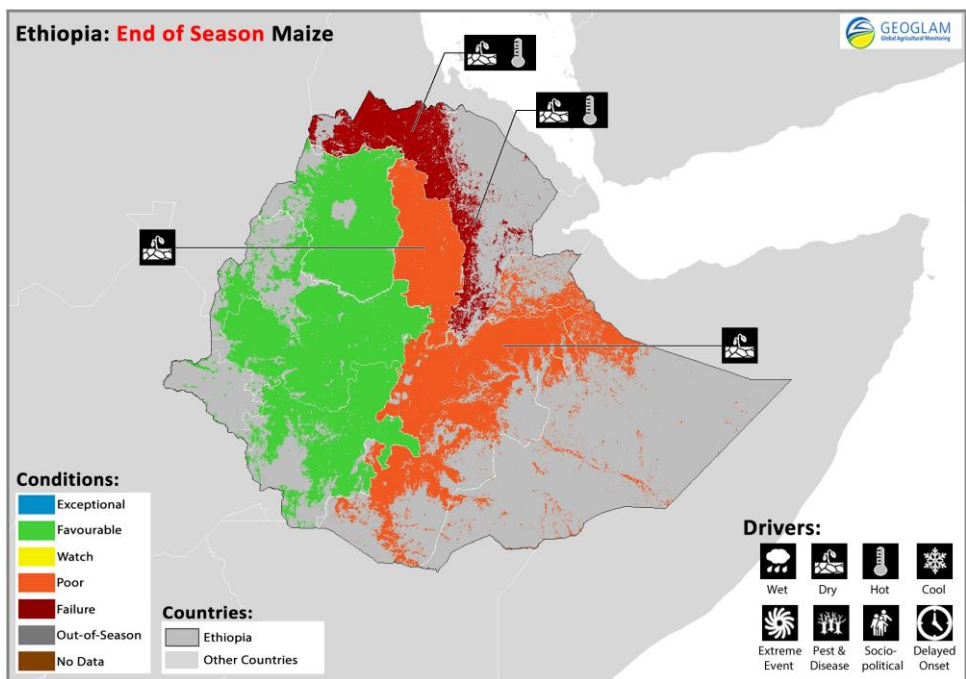 Ethiopia: End of Season Maize
GEOGLAM
Global Agricultural Monitoring
Conditions:
Exceptional
Favourable
Watch
Poor
Failure
Out-of-Season
No Data
Countries:
Ethiopia
Other Countries
Drivers:
Wet
Dry
Hot
Cool
Extreme
Event
Pest &
Disease
Socio-
political
Delayed
Onset